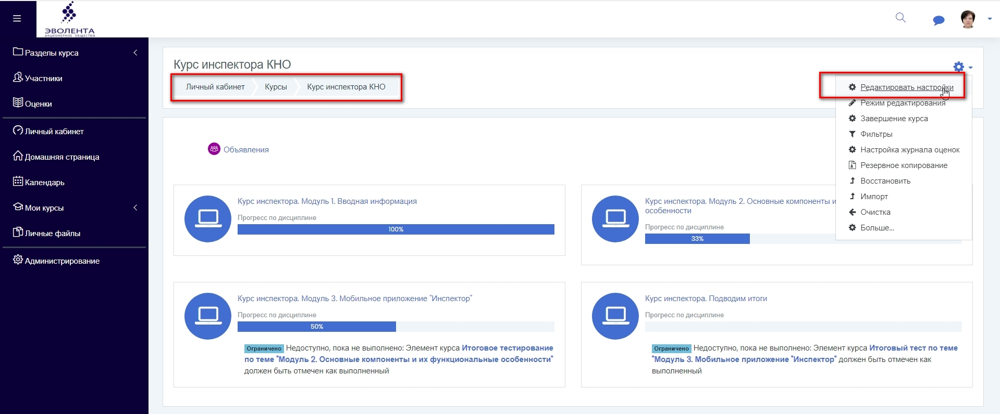 ЭВОЛЕНТА
АКЦИОНЕРНОЕ ОБЩЕСТВО
Разделы курса
Участники
Оценки
Личный кабинет
Домашняя страница
Календарь
Мои курсы
Личные файлы
Администрирование
Курс инспектора КНО
Личный кабинет Курсы Курс инспектора КНО
Редактировать настройки
Режим редактирования
Завершение курса
Фильтры
Настройка журнала оценок
Резервное копирование
Восстановить
Импорт
Очистка
Больше...
Объявления
Курс инспектора. Модуль 1. Вводная информация
Прогресс по дисциплине
100%
Курс инспектора. Модуль 2. Основные компоненты и
особенности
Прогресс по дисциплине
33%
Курс инспектора. Модуль 3. Мобильное приложение "Инспектор"
Прогресс по дисциплине
50%
Ограничено Недоступно, пока не выполнено: Элемент курса Итоговое тестирование
по теме "Модуль 2. Основные компоненты и их функциональные особенности"
должен быть отмечен как выполненный
Курс инспектора. Подводим итоги
Прогресс по дисциплине
Ограничено Недоступно, пока не выполнено: Элемент курса Итоговый тест по теме
"Модуль 3. Мобильное приложение "Инспектор" должен быть отмечен как
выполненный